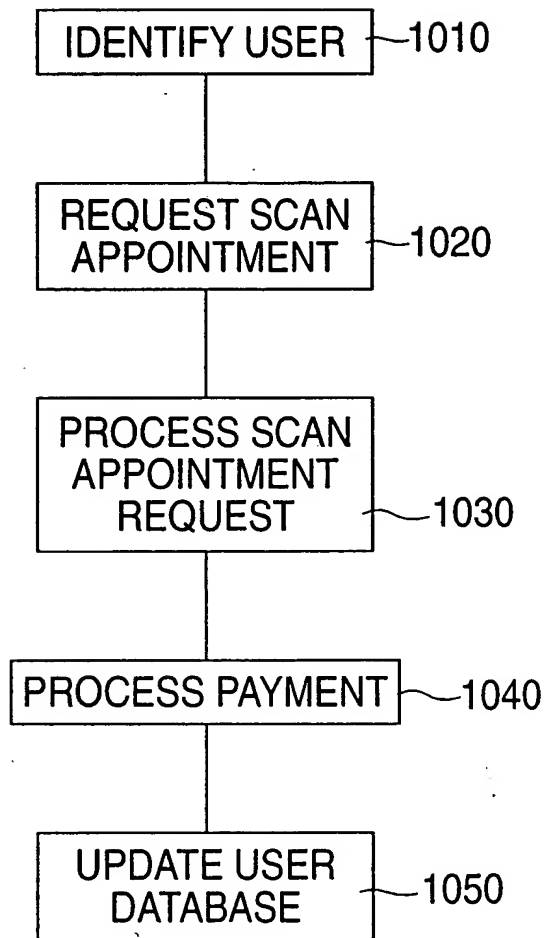 IDENTIFY USER
1010
REQUEST SCAN
APPOINTMENT
1020
PROCESS SCAN
APPOINTMENT
REQUEST
1030
PROCESS PAYMENT
1040
UPDATE USER
DATABASE
1050